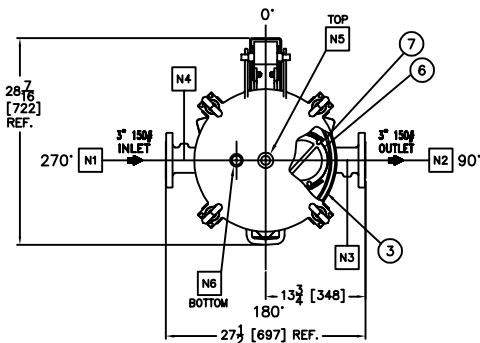 0°
TOP
N5
7
6
28 7/16
[722]
REF.
N4
3" 150#
INLET
3" 150#
OUTLET
270°
N1
N2
90°
3
N6
BOTTOM
N3
13 3/4 [348]
180°
27 1/2 [697] REF.